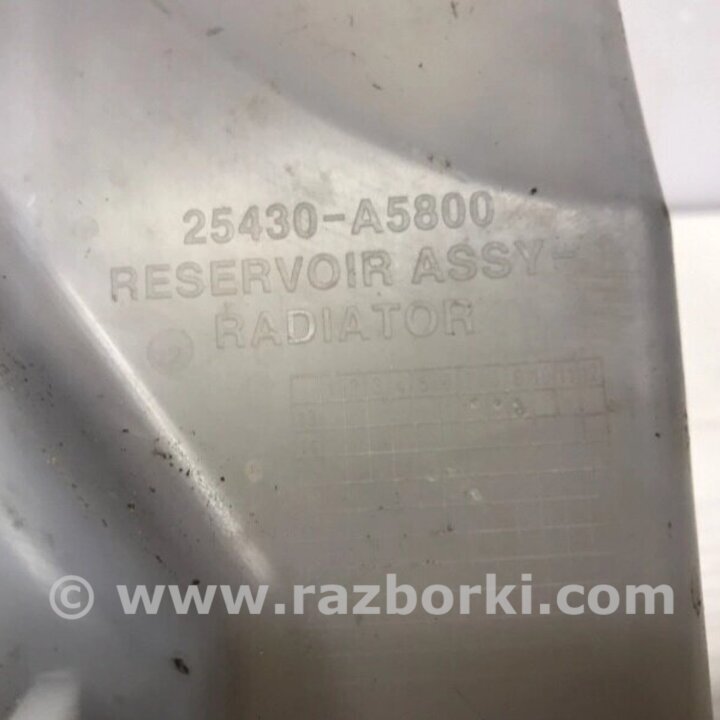 25430-A5800
RESERVOIR ASSY-
RADIATOR
© www.razborki.com